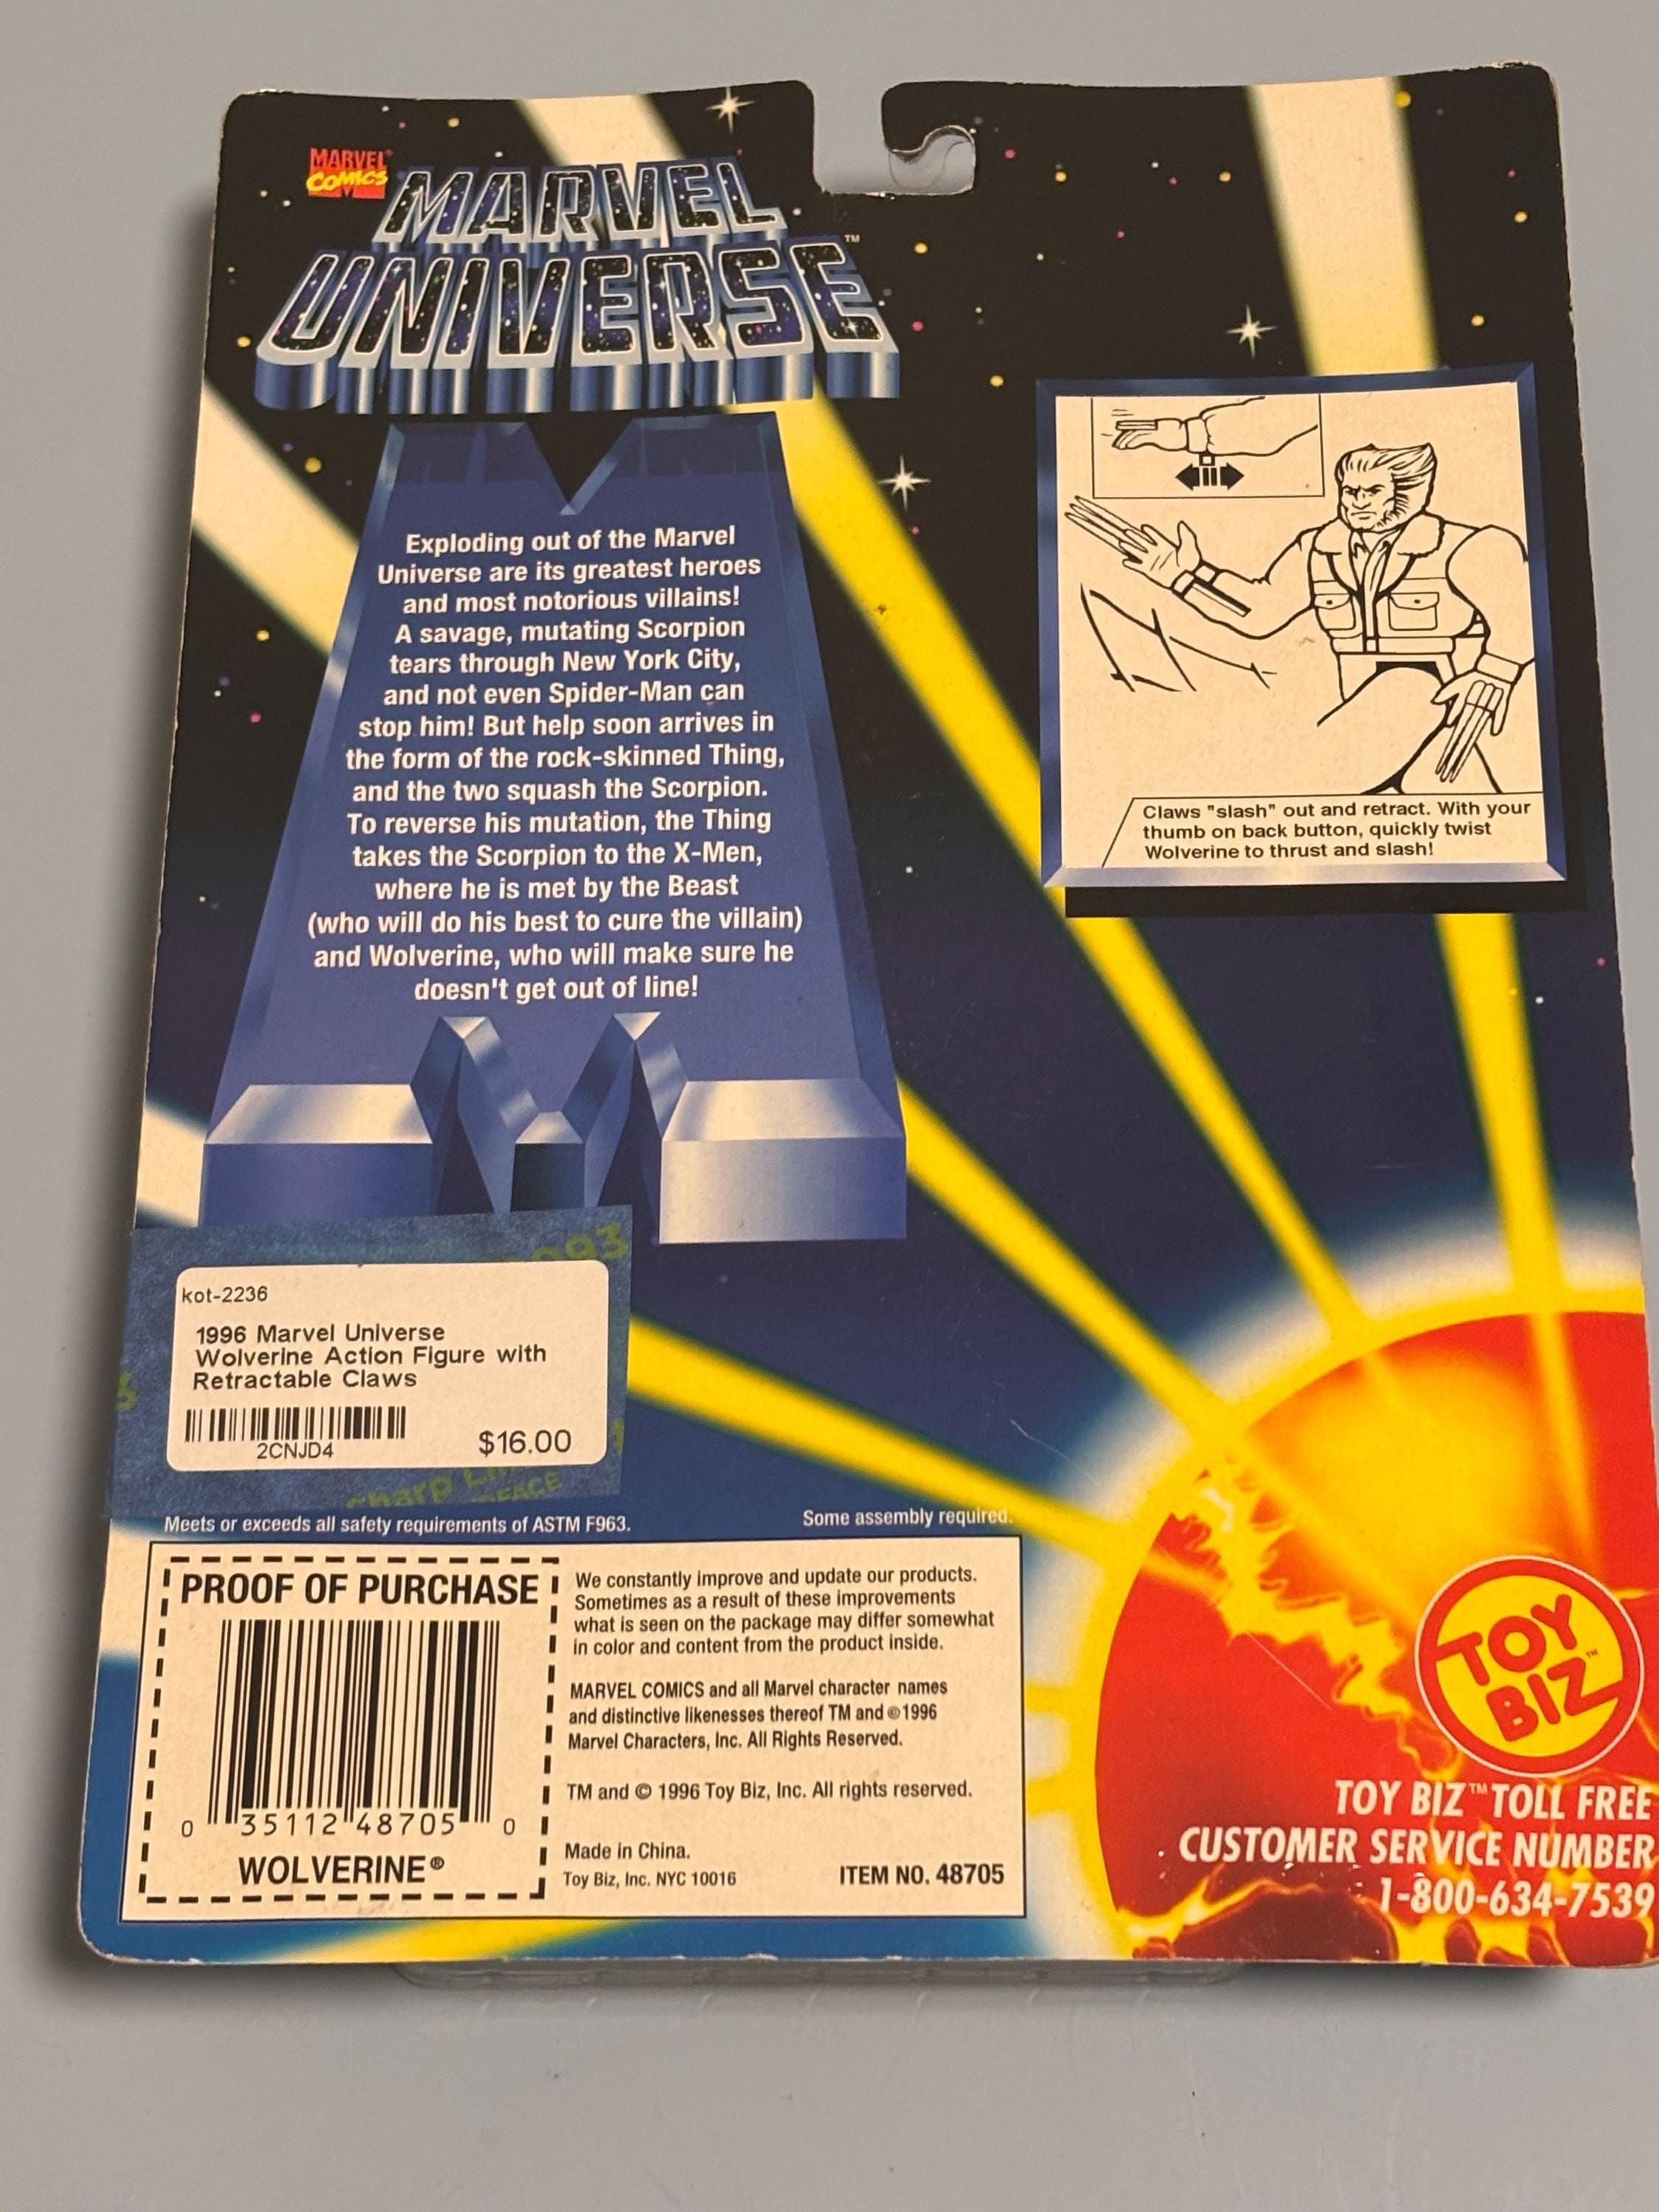 MARVEL
COMICS
MARVEL
UNIVERSE™
Exploding out of the Marvel
Universe are its greatest heroes
and most notorious villains!
A savage, mutating Scorpion
tears through New York City,
and not even Spider-Man can
stop him! But help soon arrives in
the form of the rock-skinned Thing,
and the two squash the Scorpion.
To reverse his mutation, the Thing
takes the Scorpion to the X-Men,
where he is met by the Beast
(who will do his best to cure the villain)
and Wolverine, who will make sure he
doesn't get out of line!
Claws "slash" out and retract. With your
thumb on back button, quickly twist
Wolverine to thrust and slash!
kot-2236
1996 Marvel Universe
Wolverine Action Figure with
Retractable Claws
2CNJD4
$16.00
Meets or exceeds all safety requirements of ASTM F963.
Some assembly required.
PROOF OF PURCHASE
0 35112 48705 0
WOLVERINE®
We constantly improve and update our products.
Sometimes as a result of these improvements
what is seen on the package may differ somewhat
in color and content from the product inside.
MARVEL COMICS and all Marvel character names
and distinctive likenesses thereof TM and ©1996
Marvel Characters, Inc. All Rights Reserved.
TM and © 1996 Toy Biz, Inc. All rights reserved.
Made in China.
Toy Biz, Inc. NYC 10016
ITEM NO. 48705
TOY
BIZ™
TOY BIZ™ TOLL FREE
CUSTOMER SERVICE NUMBER
1-800-634-7539